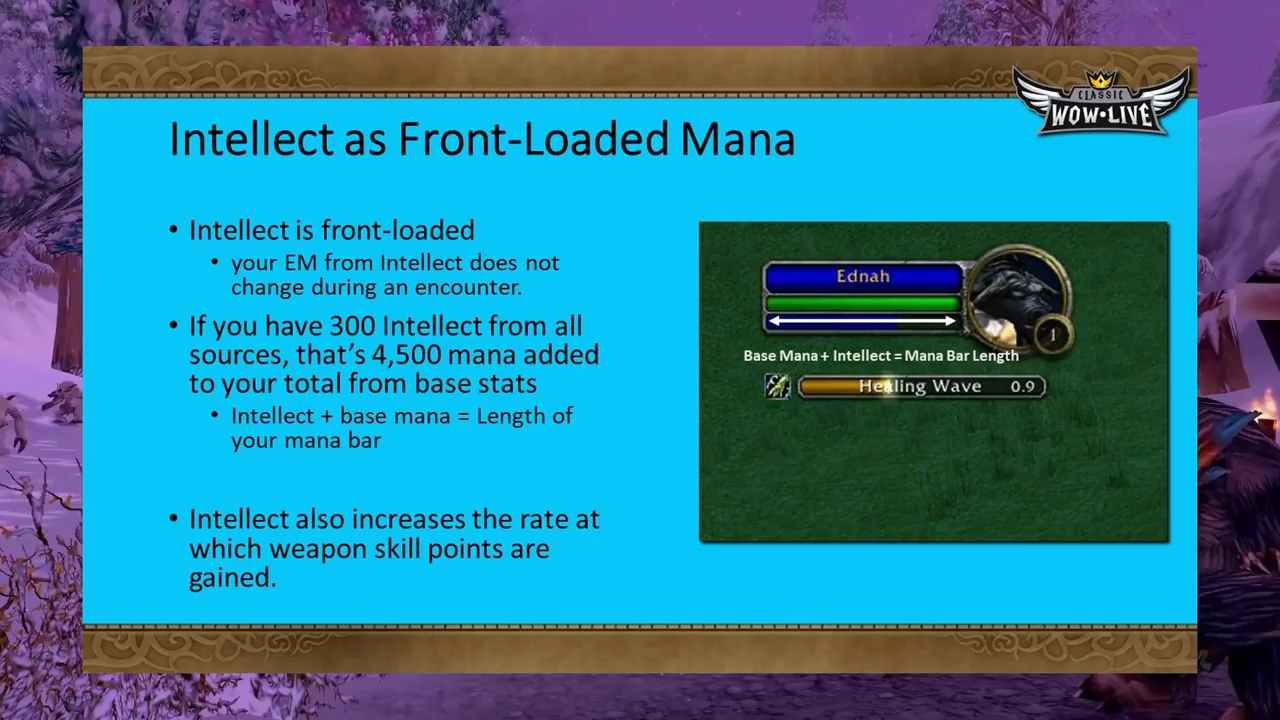 CLASSIC
WOW•LIVE
Intellect as Front-Loaded Mana
• Intellect is front-loaded
• your EM from Intellect does not
change during an encounter.
• If you have 300 Intellect from all
sources, that’s 4,500 mana added
to your total from base stats
• Intellect + base mana = Length of
your mana bar
• Intellect also increases the rate at
which weapon skill points are
gained.
Ednah
1
Base Mana + Intellect = Mana Bar Length
Healing Wave 0.9